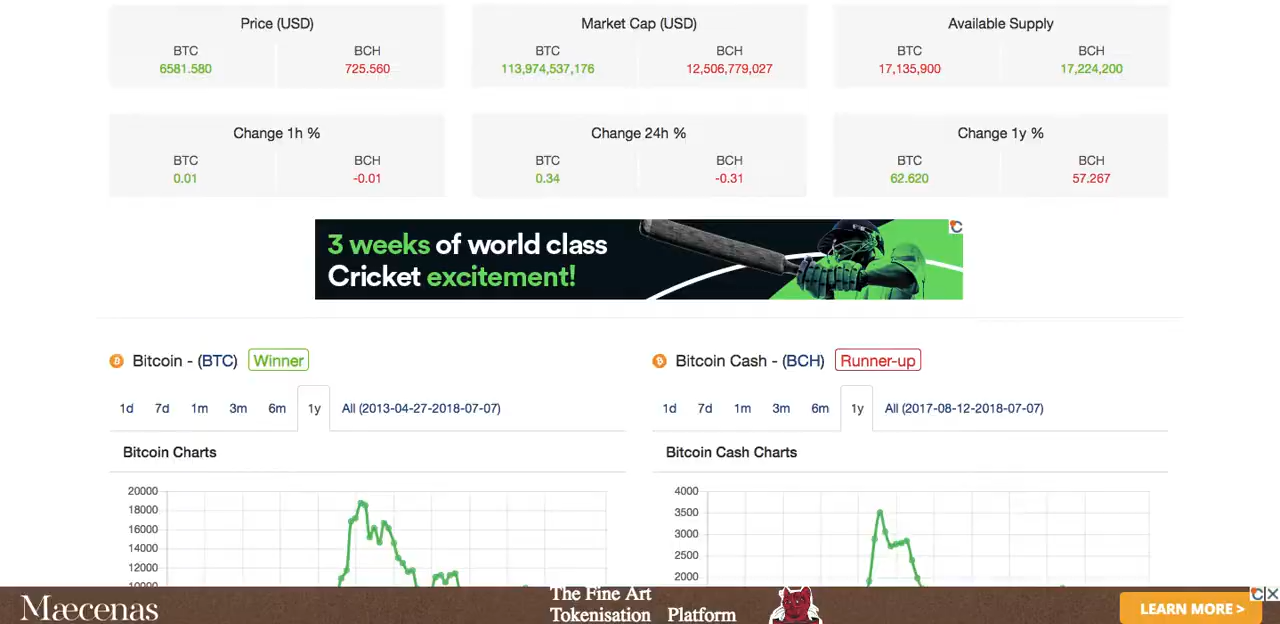 Price (USD) Market Cap (USD) Available Supply
BTC BCH BTC BCH BTC BCH
6581.580 725.560 113,974,537,176 12,506,779,027 17,135,900 17,224,200
Change 1h % Change 24h % Change 1y %
BTC BCH BTC BCH BTC BCH
0.01 -0.01 0.34 -0.31 62.620 57.267
3 weeks of world class
Cricket excitement!
Bitcoin - (BTC) Winner Bitcoin Cash - (BCH) Runner-up
1d 7d 1m 3m 6m 1y All (2013-04-27-2018-07-07) 1d 7d 1m 3m 6m 1y All (2017-08-12-2018-07-07)
Bitcoin Charts Bitcoin Cash Charts
20000 4000
18000 3500
16000 3000
14000 2500
12000 2000
10000
Mæcenas
The Fine Art
Tokenisation Platform
LEARN MORE >